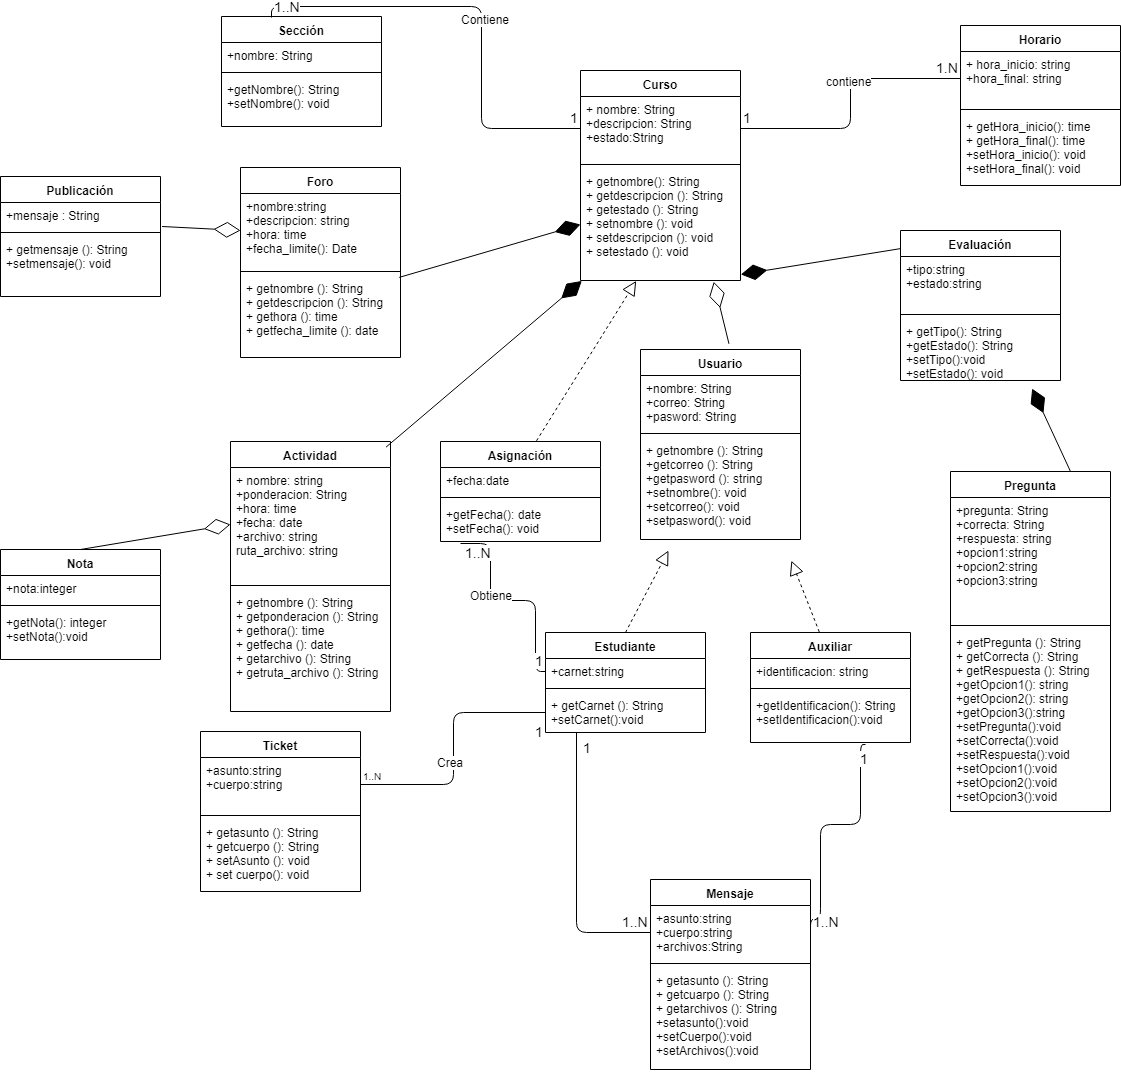 1..N
Contiene
Sección
+nombre: String
+getNombre(): String
+setNombre(): void
1
Curso
+ nombre: String
+descripcion: String
+estado:String
+ getnombre(): String
+ getdescripcion (): String
+ getestado (): String
+ setnombre (): void
+ setdescripcion (): void
+ setestado (): void
1
contiene
1.N
Horario
+ hora_inicio: string
+hora_final: string
+ getHora_inicio(): time
+ getHora_final(): time
+setHora_inicio(): void
+setHora_final(): void
Publicación
+mensaje : String
+ getmensaje (): String
+setmensaje(): void
Foro
+nombre:string
+descripcion: string
+hora: time
+fecha_limite(): Date
+ getnombre (): String
+ getdescripcion (): String
+ gethora (): time
+ getfecha_limite (): date
Evaluación
+tipo:string
+estado:string
+ getTipo(): String
+getEstado(): String
+setTipo():void
+setEstado(): void
Usuario
+nombre: String
+correo: String
+pasword: String
+ getnombre (): String
+getcorreo (): String
+getpasword (): string
+setnombre(): void
+setcorreo(): void
+setpasword(): void
Actividad
+ nombre: string
+ponderacion: String
+hora: time
+fecha: date
+archivo: string
ruta_archivo: string
+ getnombre (): String
+ getponderacion (): String
+ gethora(): time
+ getfecha (): date
+ getarchivo (): String
+ getruta_archivo (): String
Asignación
+fecha:date
+getFecha(): date
+setFecha(): void
1..N
Obtiene
1
Pregunta
+pregunta: String
+correcta: String
+respuesta: string
+opcion1:string
+opcion2:string
+opcion3:string
+ getPregunta (): String
+ getCorrecta (): String
+ getRespuesta (): String
+getOpcion1(): string
+getOpcion2(): string
+getOpcion3():string
+setPregunta():void
+setCorrecta():void
+setRespuesta():void
+setOpcion1():void
+setOpcion2():void
+setOpcion3():void
Nota
+nota:integer
+getNota(): integer
+setNota():void
Estudiante
+carnet:string
+ getCarnet (): String
+setCarnet():void
Auxiliar
+identificacion: string
+getIdentificacion(): String
+setIdentificacion():void
1
1
1
Crea
1..N
Ticket
+asunto:string
+cuerpo:string
+ getasunto (): String
+ getcuerpo (): String
+ setAsunto (): void
+ set cuerpo(): void
1..N
1..N
Mensaje
+asunto:string
+cuerpo:string
+archivos:String
+ getasunto (): String
+ getcuarpo (): String
+ getarchivos (): String
+setasunto():void
+setCuerpo():void
+setArchivos():void